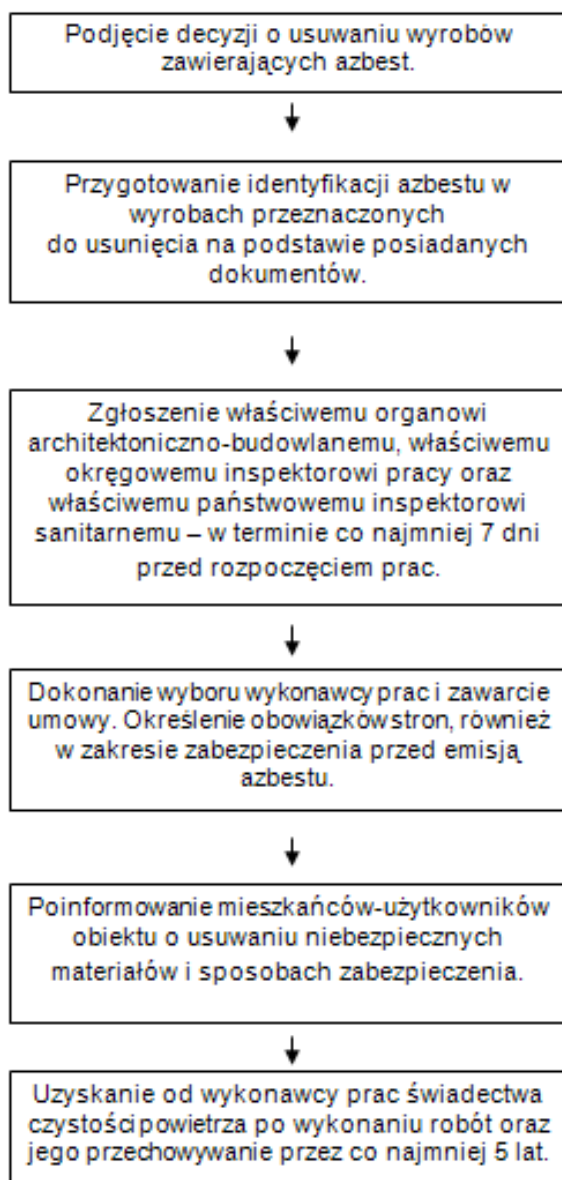 Podjęcie decyzji o usuwaniu wyrobów
zawierających azbest.
Przygotowanie identyfikacji azbestu w
wyrobach przeznaczonych
do usunięcia na podstawie posiadanych
dokumentów.
Zgłoszenie właściwemu organowi
architektoniczno-budowlanemu, właściwemu
okręgowemu inspektorowi pracy oraz
właściwemu państwowemu inspektorowi
sanitarnemu – w terminie co najmniej 7 dni
przed rozpoczęciem prac.
Dokonanie wyboru wykonawcy prac i zawarcie
umowy. Określenie obowiązków stron, również
w zakresie zabezpieczenia przed emisją
azbestu.
Poinformowanie mieszkańców-użytkowników
obiektu o usuwaniu niebezpiecznych
materiałów i sposobach zabezpieczenia.
Uzyskanie od wykonawcy prac świadectwa
czystości powietrza po wykonaniu robót oraz
jego przechowywanie przez co najmniej 5 lat.